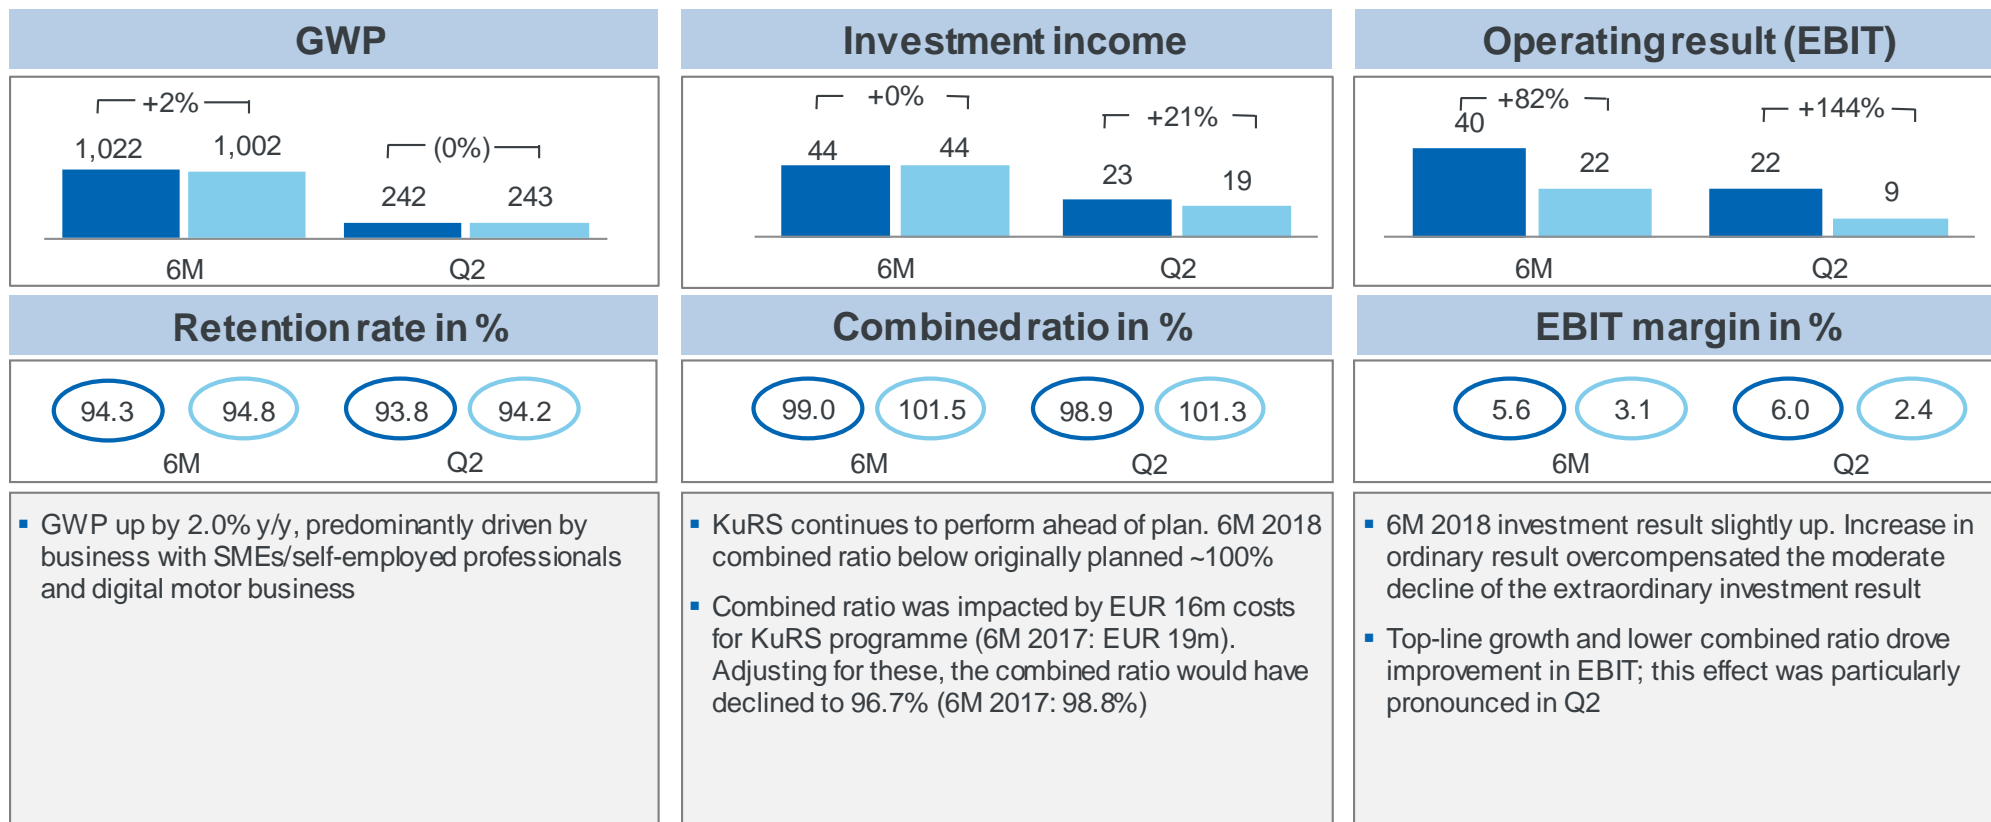 GWP
+2%
1,022
1,002
(0%)
242
243
6M
Q2
Investment income
+0%
44
44
+21%
23
19
6M
Q2
Operating result (EBIT)
+82%
40
22
+144%
22
9
6M
Q2
Retention rate in %
94.3
94.8
93.8
94.2
6M
Q2
Combined ratio in %
99.0
101.5
98.9
101.3
6M
Q2
EBIT margin in %
5.6
3.1
6.0
2.4
6M
Q2
▪ GWP up by 2.0% y/y, predominantly driven by
business with SMEs/self-employed professionals
and digital motor business
▪ KuRS continues to perform ahead of plan. 6M 2018
combined ratio below originally planned ~100%
▪ Combined ratio was impacted by EUR 16m costs
for KuRS programme (6M 2017: EUR 19m).
Adjusting for these, the combined ratio would have
declined to 96.7% (6M 2017: 98.8%)
▪ 6M 2018 investment result slightly up. Increase in
ordinary result overcompensated the moderate
decline of the extraordinary investment result
▪ Top-line growth and lower combined ratio drove
improvement in EBIT; this effect was particularly
pronounced in Q2